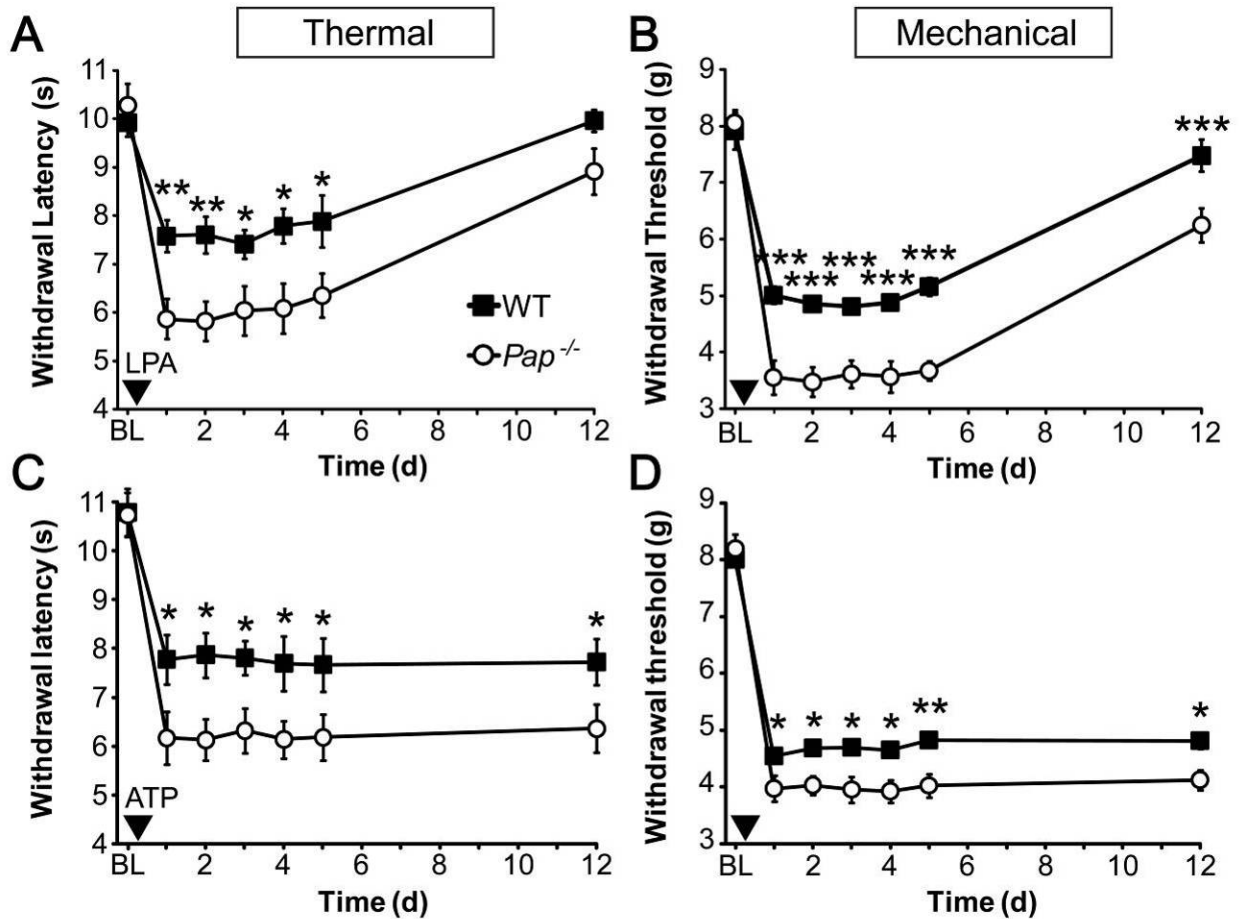 A
Thermal
Withdrawal Latency (s)
11
10
9
8
7
6
5
4
** ** * * *
WT
Pap -/-
LPA
BL 2 4 6 8 10 12
Time (d)
B
Mechanical
Withdrawal Threshold (g)
9
8
7
6
5
4
3
*** *** *** *** *** ***
BL 2 4 6 8 10 12
Time (d)
C
Withdrawal latency (s)
11
10
9
8
7
6
5
4
* * * * * *
ATP
BL 2 4 6 8 10 12
Time (d)
D
Withdrawal threshold (g)
9
8
7
6
5
4
3
* * * * ** *
BL 2 4 6 8 10 12
Time (d)